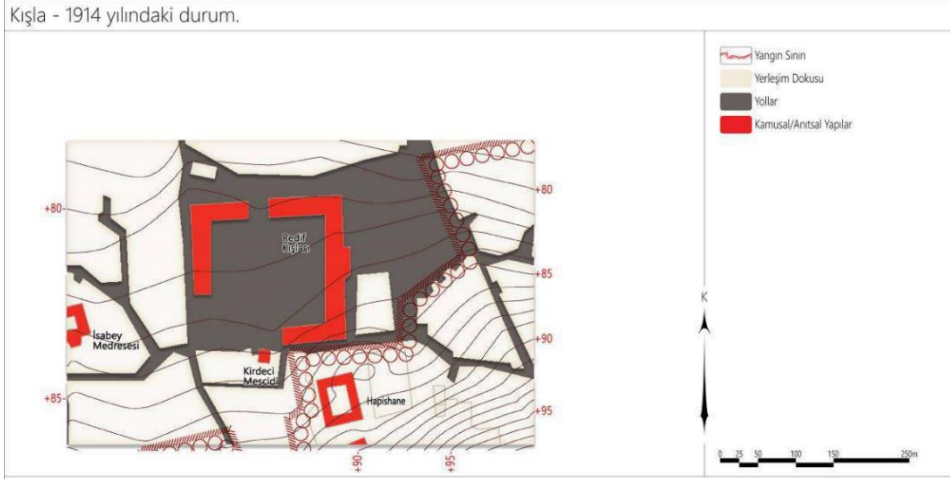 Kışla - 1914 yılındaki durum.
Yangın Sınırı
Yerleşim Dokusu
Yollar
Kamusal/Anıtsal Yapılar
+80
+80
Redif
Kışlası
+85
K
+90
İsabey
Medresesi
Kirdeci
Mescidi
+85
Hapishane
+95
+90
+95
0 25 50 100 150 250m